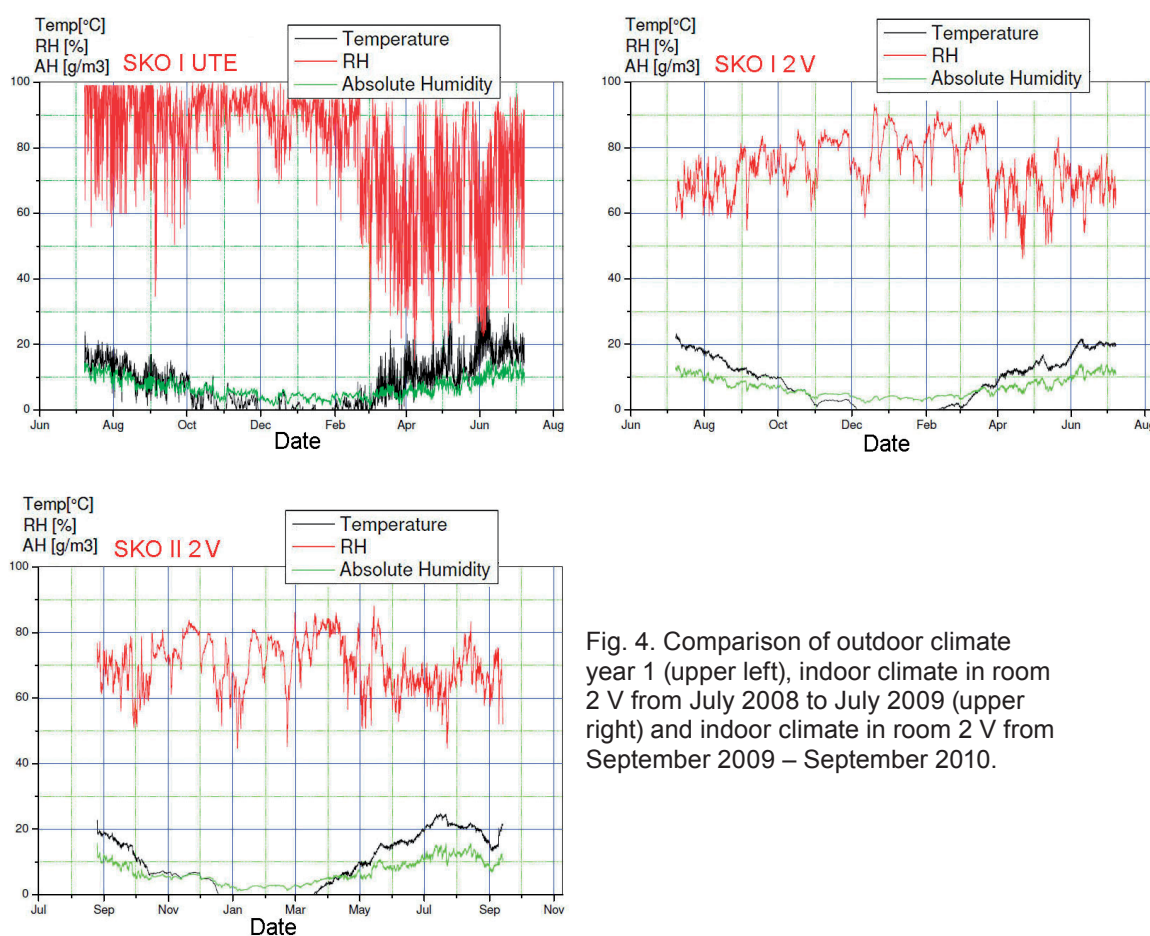 Temp[°C]
RH [%]
AH [g/m3] SKO I UTE
Temperature
RH
Absolute Humidity
100
80
60
40
20
0
Jun Aug Oct Dec Feb Apr Jun Aug
Date
Temp[°C]
RH [%]
AH [g/m3] SKO I 2 V
Temperature
RH
Absolute Humidity
100
80
60
40
20
0
Jun Aug Oct Dec Feb Apr Jun Aug
Date
Temp[°C]
RH [%]
AH [g/m3] SKO II 2 V
Temperature
RH
Absolute Humidity
100
80
60
40
20
0
Jul Sep Nov Jan Mar May Jul Sep Nov
Date
Fig. 4. Comparison of outdoor climate
year 1 (upper left), indoor climate in room
2 V from July 2008 to July 2009 (upper
right) and indoor climate in room 2 V from
September 2009 – September 2010.